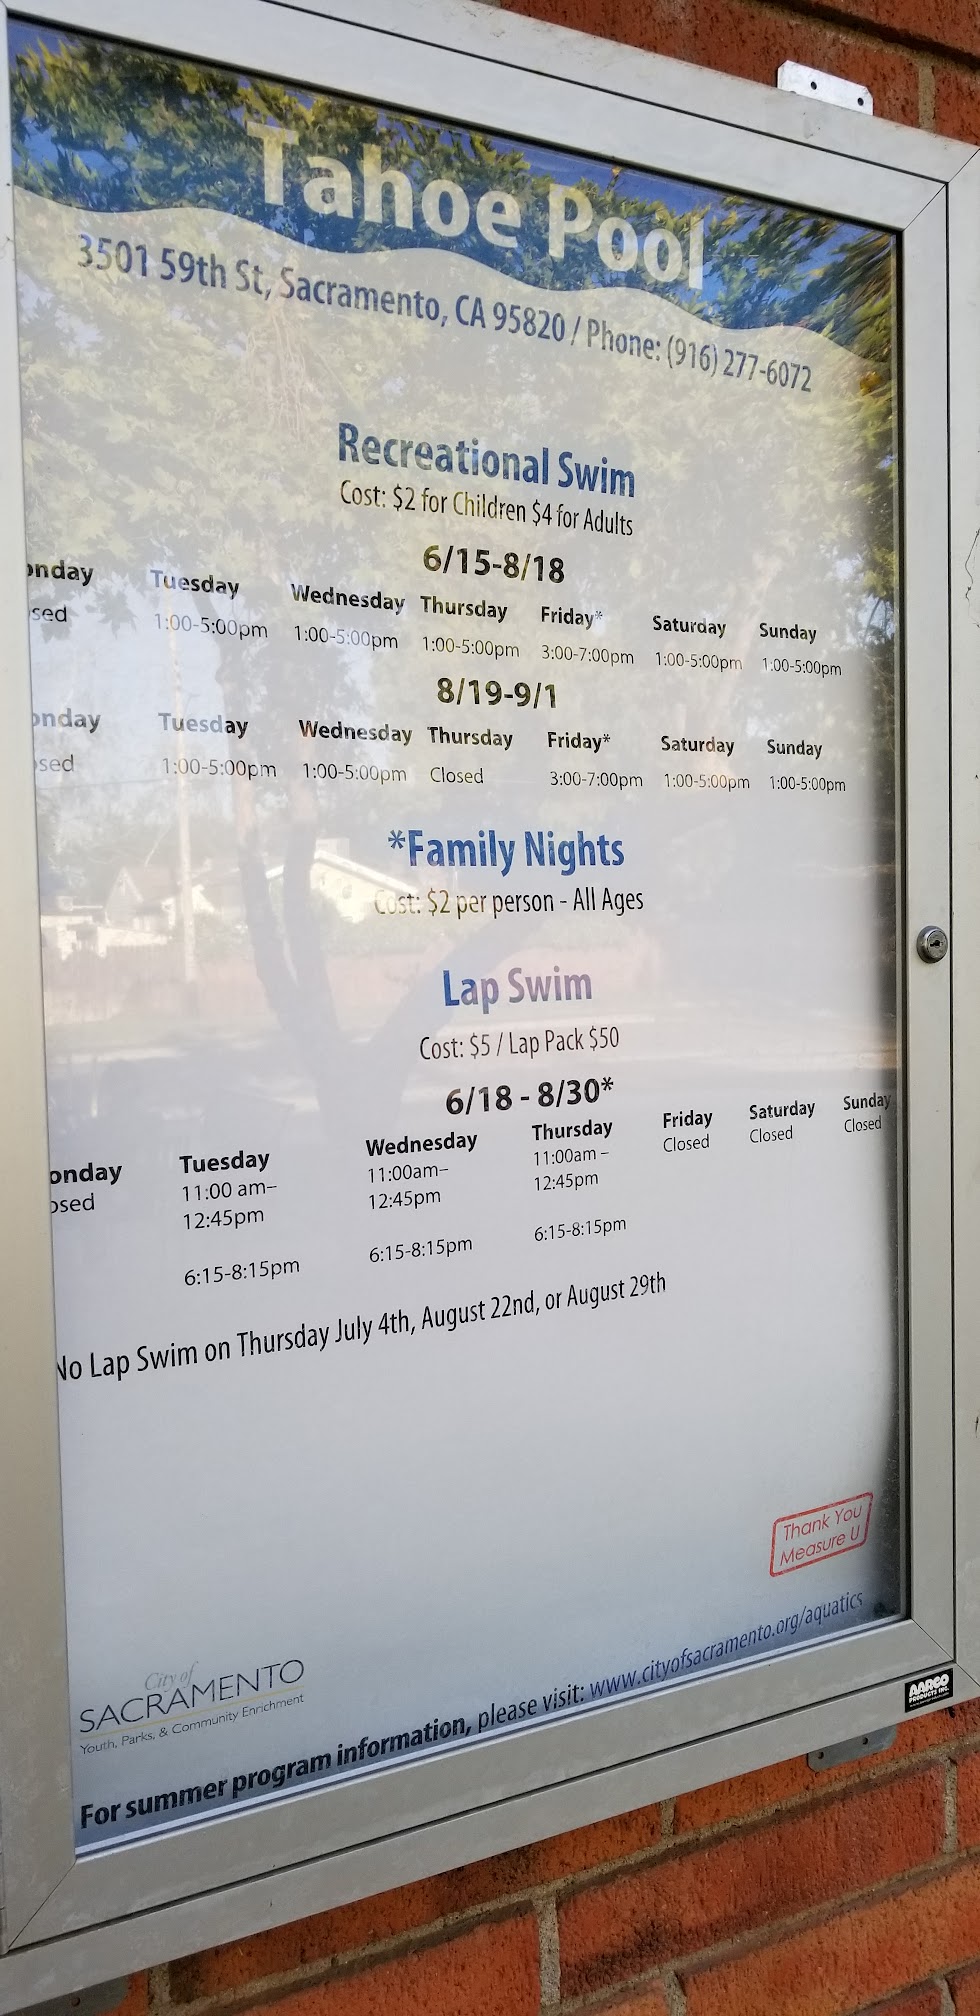 Tahoe Pool
3501 59th St, Sacramento, CA 95820 / Phone: (916) 277-6072
Recreational Swim
Cost: $2 for Children $4 for Adults
6/15-8/18
onday Tuesday Wednesday Thursday Friday* Saturday Sunday
sed 1:00-5:00pm 1:00-5:00pm 1:00-5:00pm 3:00-7:00pm 1:00-5:00pm 1:00-5:00pm
8/19-9/1
onday Tuesday Wednesday Thursday Friday* Saturday Sunday
osed 1:00-5:00pm 1:00-5:00pm Closed 3:00-7:00pm 1:00-5:00pm 1:00-5:00pm
*Family Nights
Cost: $2 per person - All Ages
Lap Swim
Cost: $5 / Lap Pack $50
6/18 - 8/30*
onday Tuesday Wednesday Thursday Friday Saturday Sunday
osed 11:00 am– 11:00am– 11:00am – Closed Closed Closed
12:45pm 12:45pm 12:45pm
6:15-8:15pm 6:15-8:15pm 6:15-8:15pm
No Lap Swim on Thursday July 4th, August 22nd, or August 29th
Thank You
Measure U
City of
SACRAMENTO
Youth, Parks, & Community Enrichment
For summer program information, please visit: www.cityofsacramento.org/aquatics
AARCO
PRODUCTS INC.